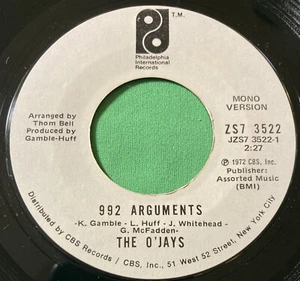 T.M.
Philadelphia
International
Records
MONO
VERSION
Arranged by
Thom Bell
Produced by
Gamble-Huff
ZS7 3522
JZS7 3522-1
2:27
℗ 1972 CBS, Inc.
Publisher:
Assorted Music
(BMI)
992 ARGUMENTS
-K. Gamble- L. Huff - J. Whitehead-
G. McFadden-
THE O'JAYS
Distributed by CBS Records / CBS, Inc., 51 West 52 Street, New York City